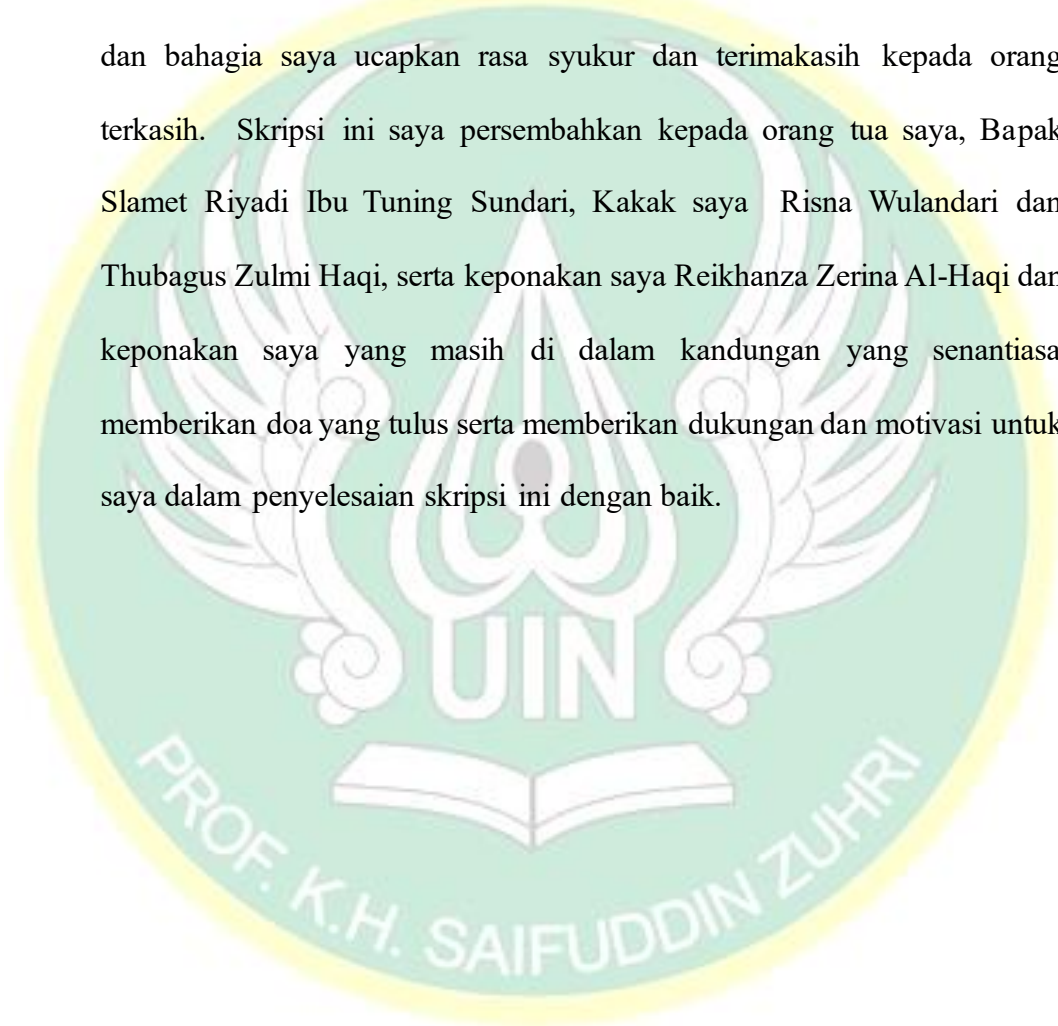 dan bahagia saya ucapkan rasa syukur dan terimakasih kepada orang
terkasih. Skripsi ini saya persembahkan kepada orang tua saya, Bapak
Slamet Riyadi Ibu Tuning Sundari, Kakak saya Risna Wulandari dan
Thubagus Zulmi Haqi, serta keponakan saya Reikhanza Zerina Al-Haqi dan
keponakan saya yang masih di dalam kandungan yang senantiasa
memberikan doa yang tulus serta memberikan dukungan dan motivasi untuk
saya dalam penyelesaian skripsi ini dengan baik.
UIN
PROF. K.H. SAIFUDDIN ZUHRI